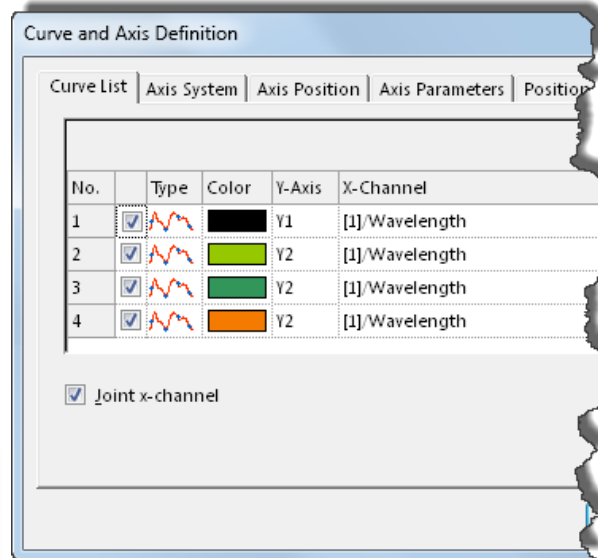 Curve and Axis Definition
Curve List Axis System Axis Position Axis Parameters Position
No. Type Color Y-Axis X-Channel
1 Y1 [1]/Wavelength
2 Y2 [1]/Wavelength
3 Y2 [1]/Wavelength
4 Y2 [1]/Wavelength
Joint x-channel